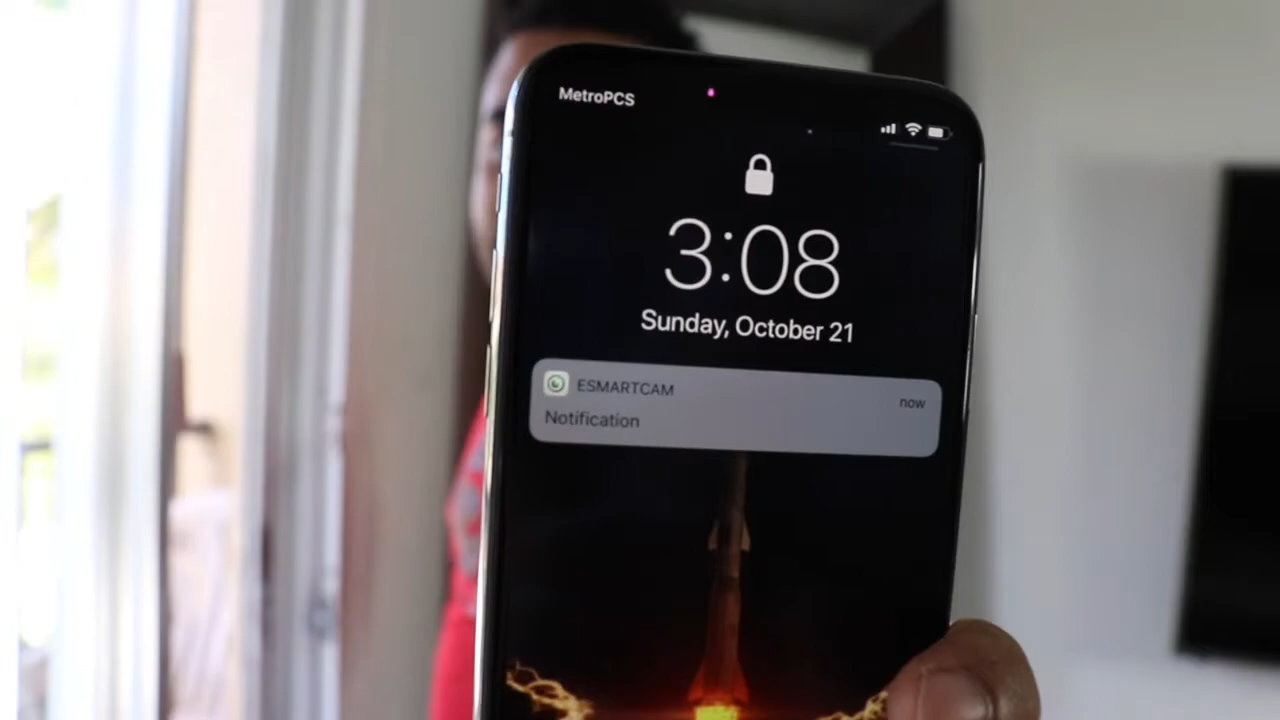 MetroPCS
3:08
Sunday, October 21
ESMARTCAM
now
Notification